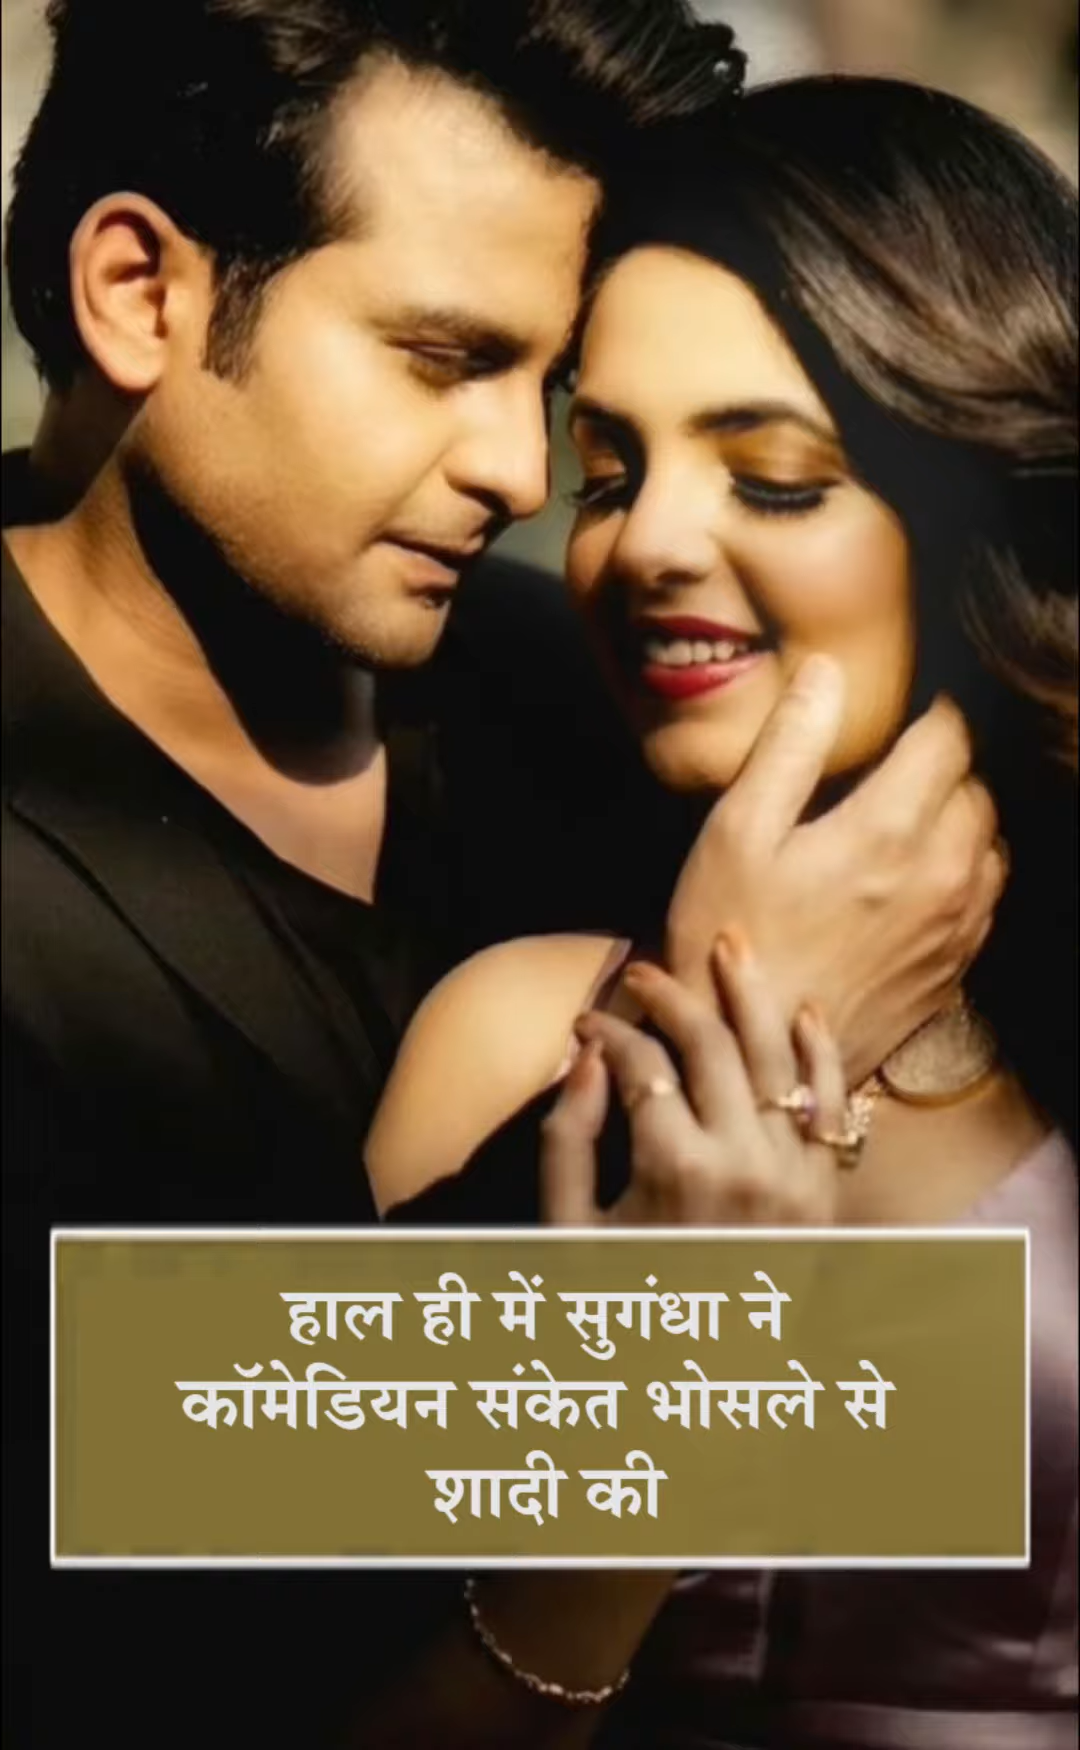 हाल ही में सुगंधा ने
कॉमेडियन संकेत भोसले से
शादी की